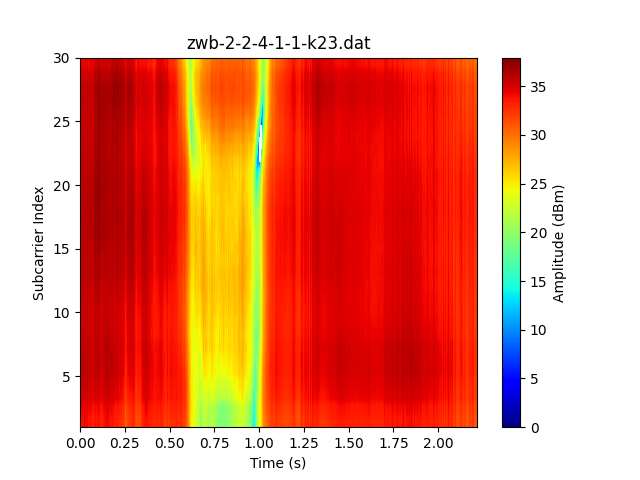 zwb-2-2-4-1-1-k23.dat
30
25
20
15
10
5
Subcarrier Index
0.00 0.25 0.50 0.75 1.00 1.25 1.50 1.75 2.00
Time (s)
35
30
25
20
15
10
5
0
Amplitude (dBm)